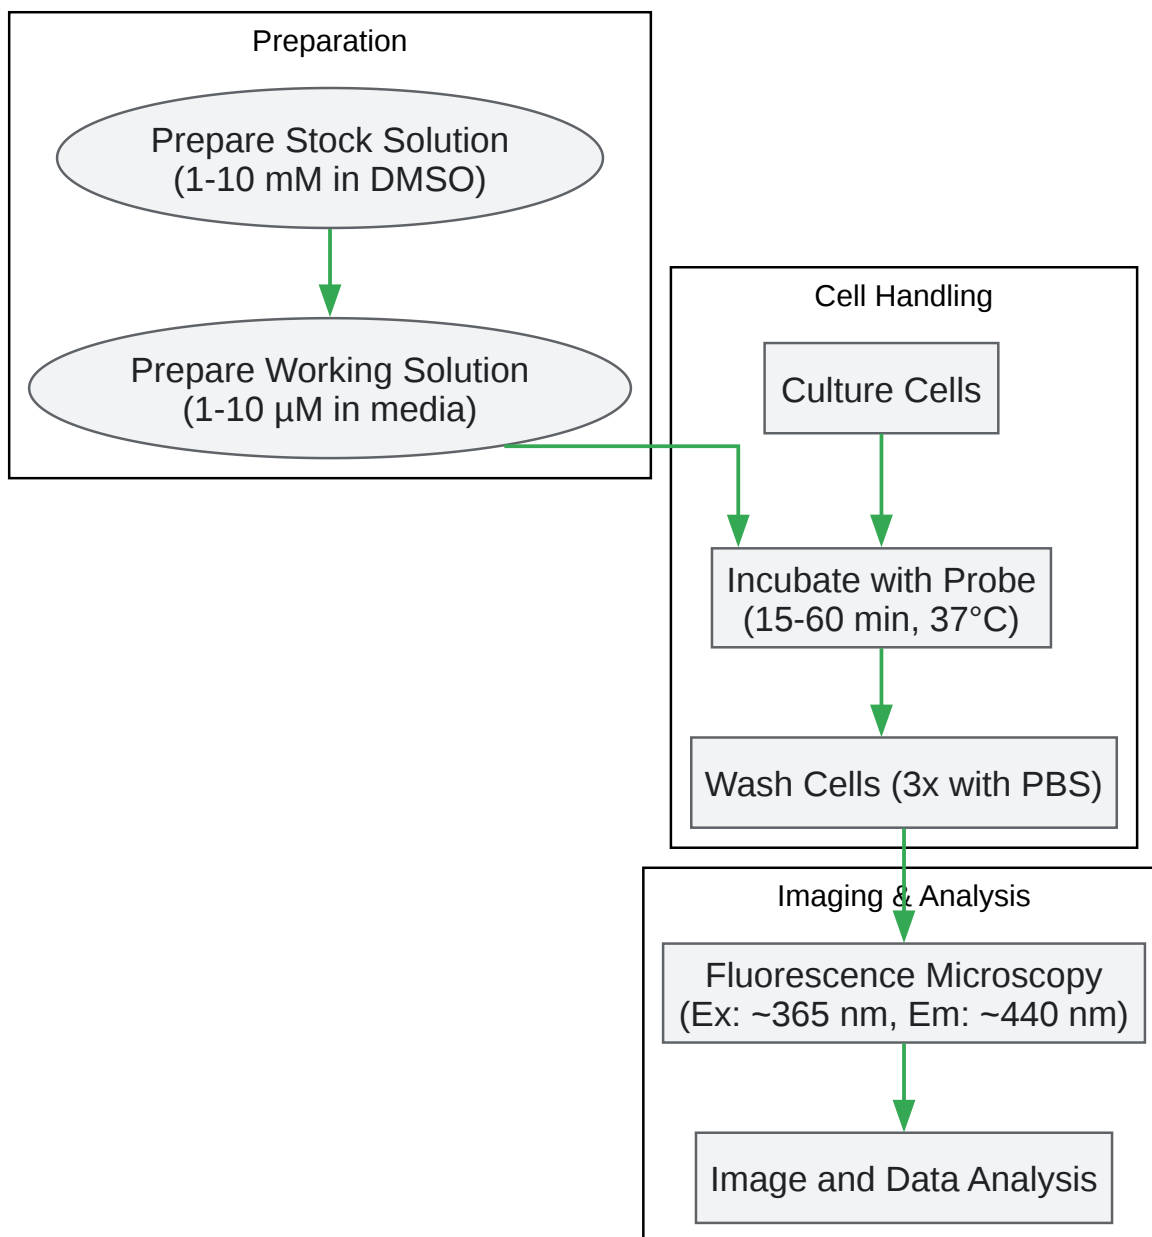 Preparation
Prepare Stock Solution
(1-10 mM in DMSO)
Prepare Working Solution
(1-10 µM in media)
Cell Handling
Culture Cells
Incubate with Probe
(15-60 min, 37°C)
Wash Cells (3x with PBS)
Imaging & Analysis
Fluorescence Microscopy
(Ex: ~365 nm, Em: ~440 nm)
Image and Data Analysis